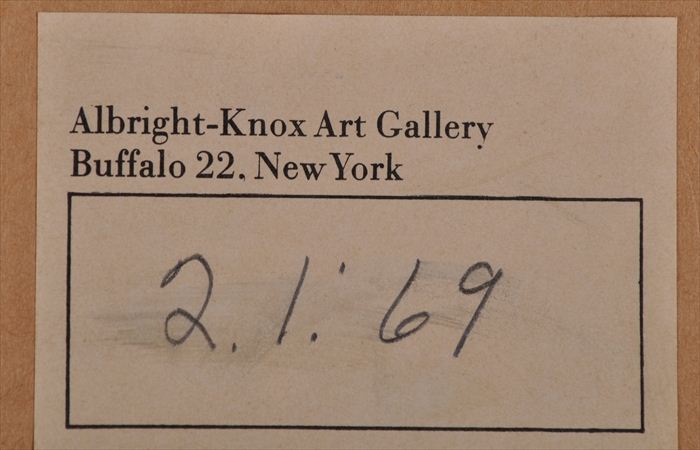 Albright-Knox Art Gallery
Buffalo 22, New York
2. 1: 69